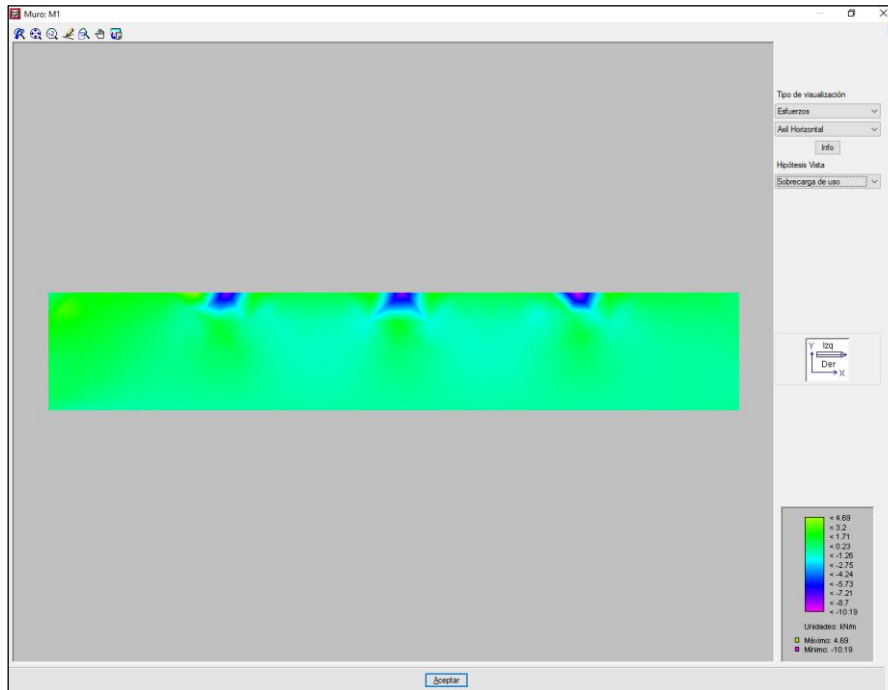 Muro: M1
Tipo de visualización
Esfuerzos
Axil Horizontal
Info
Hipótesis Vista
Sobrecarga de uso
Y Izq
Der
X
< 4.69
< 3.2
< 1.71
< 0.23
< -1.26
< -2.75
< -4.24
< -5.73
< -7.21
< -8.7
< -10.19
Unidades: kN/m
Máximo: 4.69
Mínimo: -10.19
Aceptar